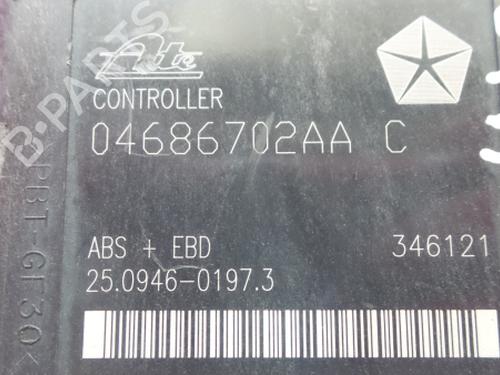 Ate
CONTROLLER
04686702AA C
ABS + EBD 346121
25.0946-0197.3
PBT-GF30<
B-PARTS